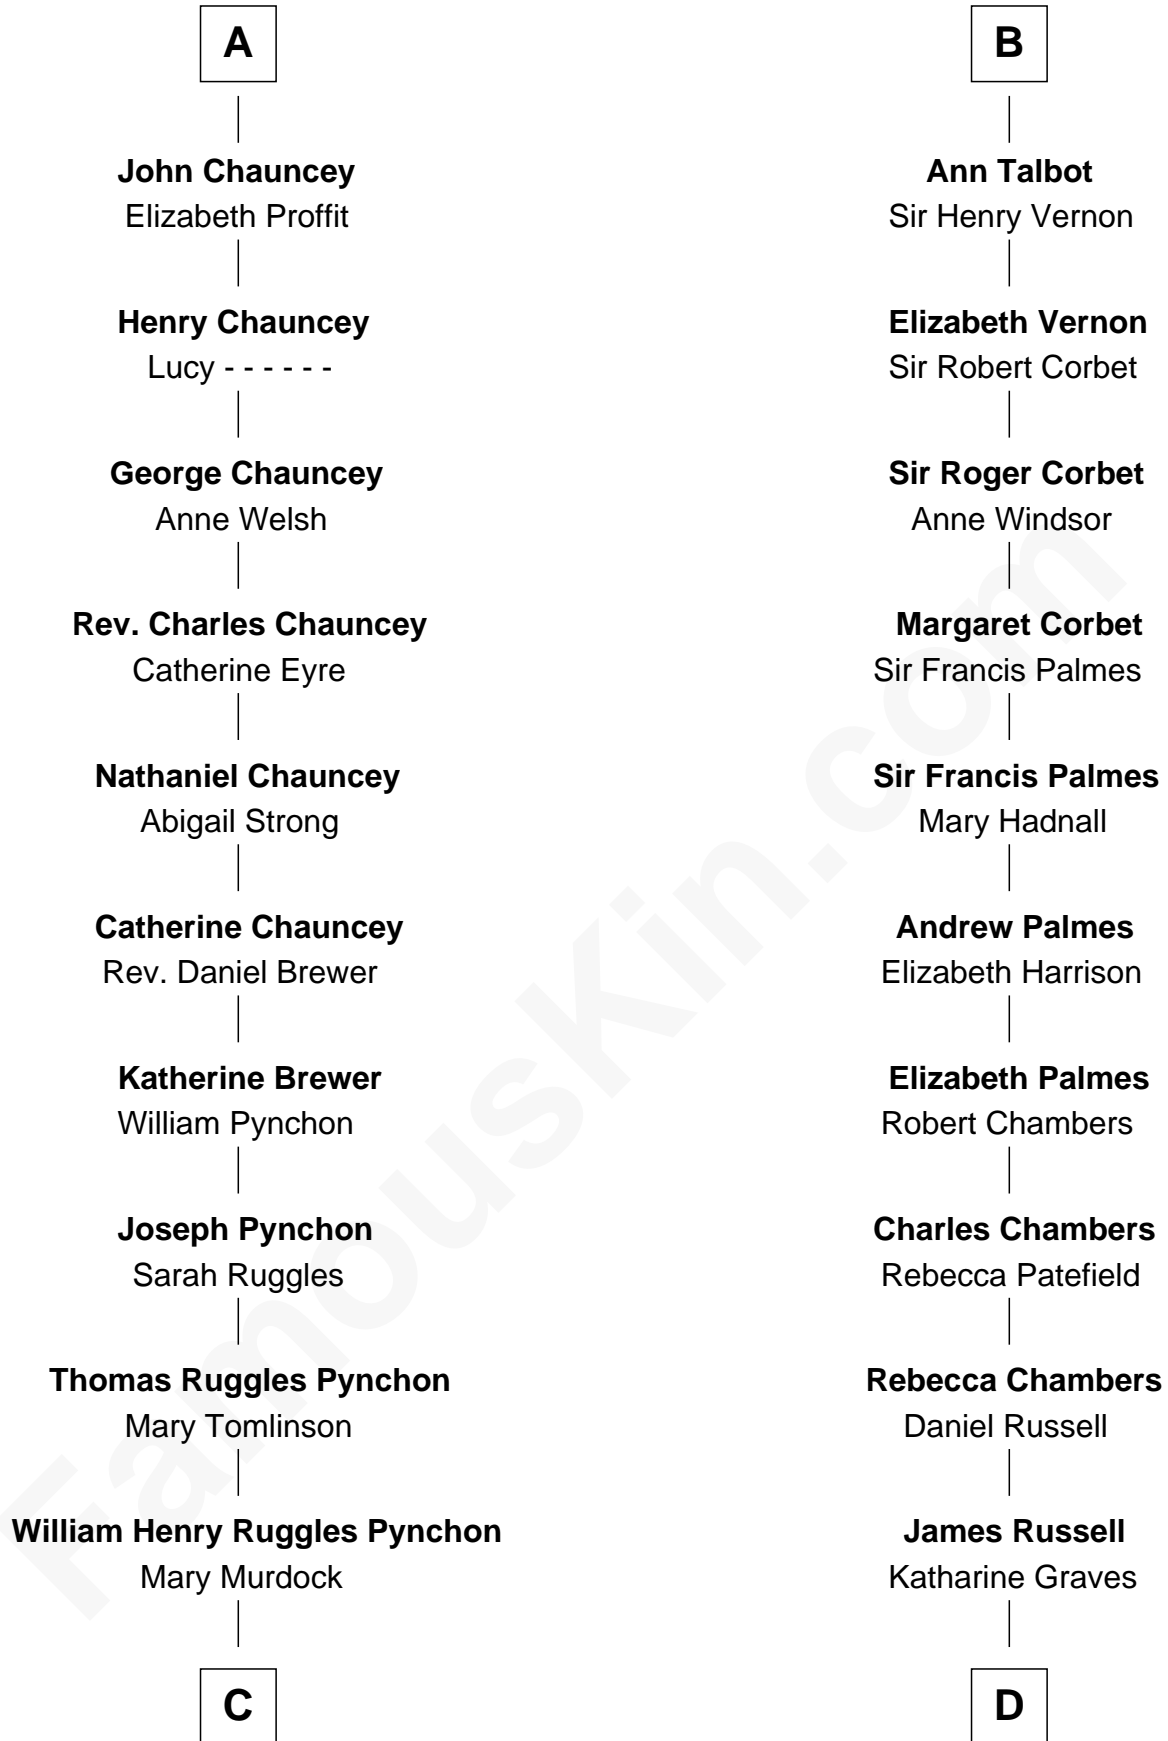 A
John Chauncey
Elizabeth Proffit
Henry Chauncey
Lucy - - - - - -
George Chauncey
Anne Welsh
Rev. Charles Chauncey
Catherine Eyre
Nathaniel Chauncey
Abigail Strong
Catherine Chauncey
Rev. Daniel Brewer
Katherine Brewer
William Pynchon
Joseph Pynchon
Sarah Ruggles
Thomas Ruggles Pynchon
Mary Tomlinson
William Henry Ruggles Pynchon
Mary Murdock
C
B
Ann Talbot
Sir Henry Vernon
Elizabeth Vernon
Sir Robert Corbet
Sir Roger Corbet
Anne Windsor
Margaret Corbet
Sir Francis Palmes
Sir Francis Palmes
Mary Hadnall
Andrew Palmes
Elizabeth Harrison
Elizabeth Palmes
Robert Chambers
Charles Chambers
Rebecca Patefield
Rebecca Chambers
Daniel Russell
James Russell
Katharine Graves
D
FamousKin.com